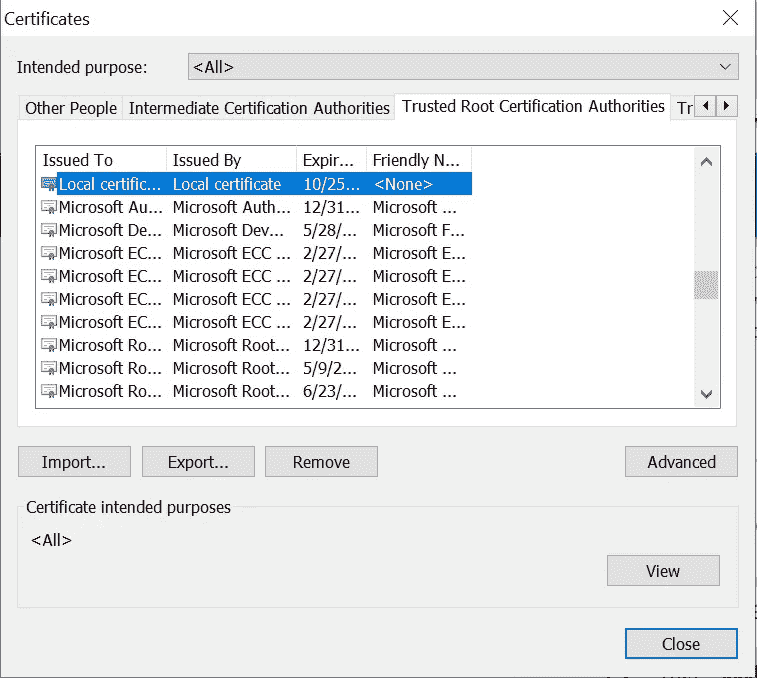 Certificates
Intended purpose: <All>
Other People Intermediate Certification Authorities Trusted Root Certification Authorities Tr
Issued To Issued By Expir... Friendly N...
Local certific... Local certificate 10/25... <None>
Microsoft Au... Microsoft Auth... 12/31... Microsoft ...
Microsoft De... Microsoft Dev... 5/28/... Microsoft F...
Microsoft EC... Microsoft ECC ... 2/27/... Microsoft E...
Microsoft EC... Microsoft ECC ... 2/27/... Microsoft E...
Microsoft EC... Microsoft ECC ... 2/27/... Microsoft E...
Microsoft EC... Microsoft ECC ... 2/27/... Microsoft E...
Microsoft Ro... Microsoft Root... 12/31... Microsoft ...
Microsoft Ro... Microsoft Root... 5/9/2... Microsoft ...
Microsoft Ro... Microsoft Root... 6/23/... Microsoft ...
Import... Export... Remove Advanced
Certificate intended purposes
<All>
View
Close